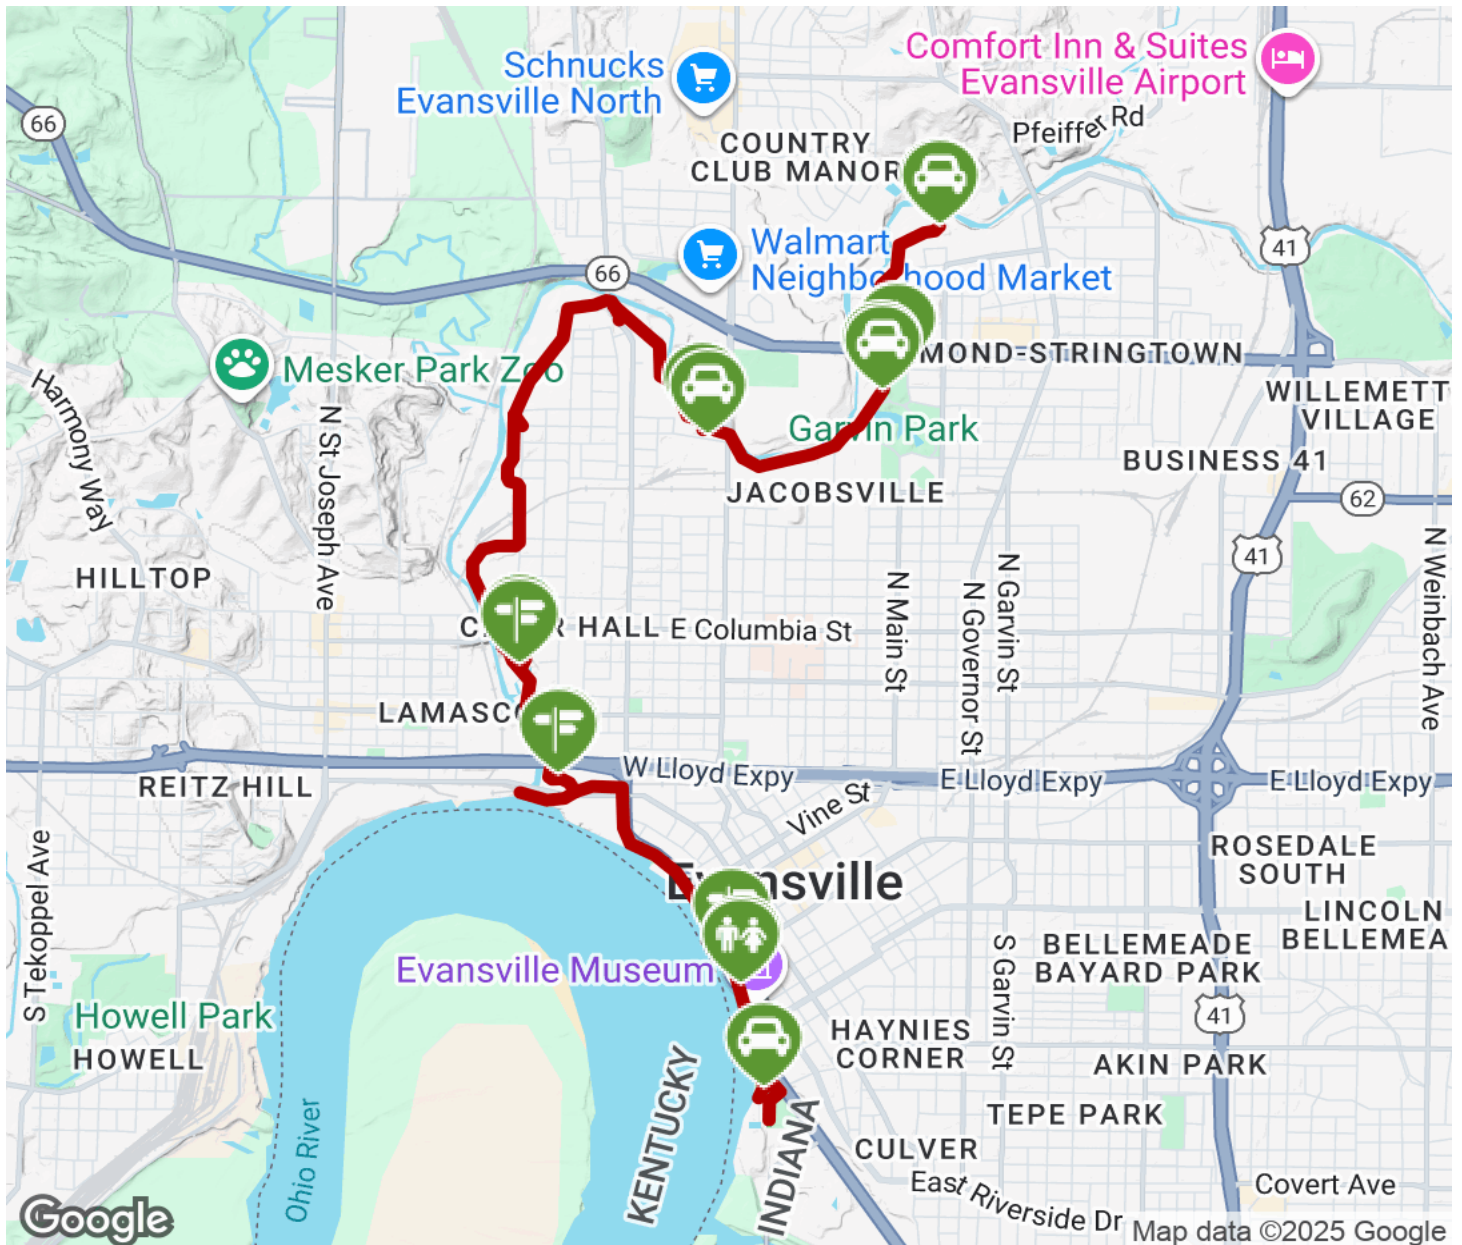 Schnucks
Evansville North
Comfort Inn & Suites
Evansville Airport
66
COUNTRY
CLUB MANOR
Pfeiffer Rd
41
66
Walmart
Neighborhood Market
Mesker Park Zoo
MOND-STRINGTOWN
WILLEMETT
VILLAGE
Harmony Way
N St Joseph Ave
Garvin Park
BUSINESS 41
JACOBSVILLE
62
41
N Weinbach Ave
HILLTOP
HALL
E Columbia St
N Main St
N Governor St
N Garvin St
LAMASCO
REITZ HILL
W Lloyd Expy
E Lloyd Expy
E Lloyd Expy
Vine St
S Tekoppel Ave
Evansville
ROSEDALE
SOUTH
LINCOLN
BELLEMEA
BELLEMEADE
BAYARD PARK
Evansville Museum
S Garvin St
Howell Park
HOWELL
HAYNIES
CORNER
41
AKIN PARK
TEPE PARK
KENTUCKY
INDIANA
Ohio River
CULVER
East Riverside Dr
Covert Ave
Google
Map data ©2025 Google